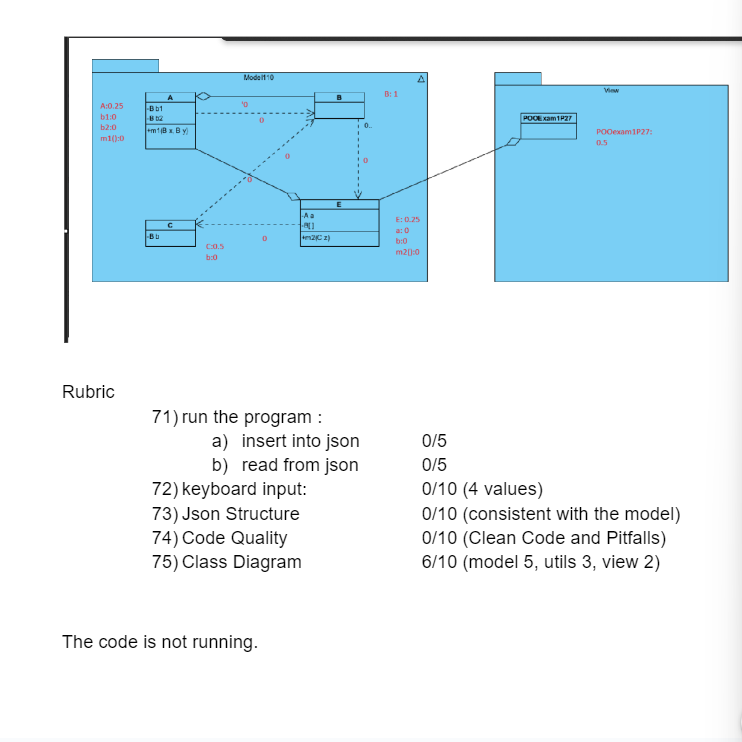 Model110
View
A
-B b1
-B b2
+m1(B x, B y)
A:0.25
b1:0
b2:0
m1():0
'0
0
B
B: 1
0..
0
0
'0
POOExam1P27
POOexam1P27:
0.5
E
-A a
+m2(C z)
E: 0.25
a: 0
b:0
m2():0
C
-B b
C:0.5
b:0
0
Rubric
71) run the program :
a) insert into json 0/5
b) read from json 0/5
72) keyboard input: 0/10 (4 values)
73) Json Structure 0/10 (consistent with the model)
74) Code Quality 0/10 (Clean Code and Pitfalls)
75) Class Diagram 6/10 (model 5, utils 3, view 2)
The code is not running.